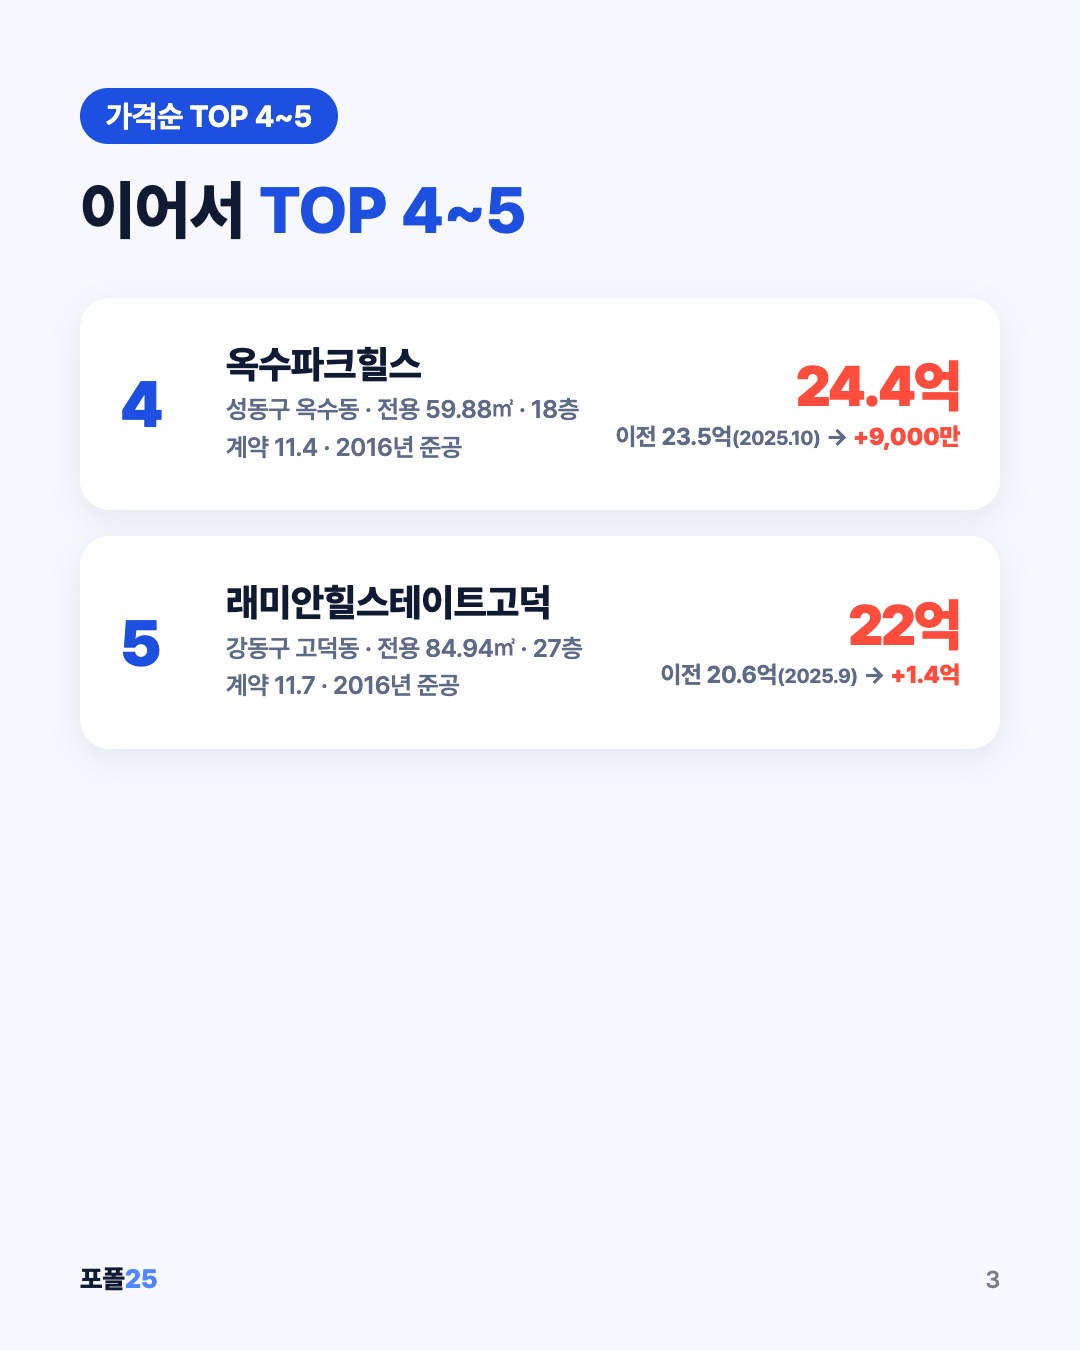 가격순 TOP 4~5
이어서 TOP 4~5
4
옥수파크힐스
성동구 옥수동 · 전용 59.88㎡ · 18층
계약 11.4 · 2016년 준공
24.4억
이전 23.5억(2025.10) → +9,000만
5
래미안힐스테이트고덕
강동구 고덕동 · 전용 84.94㎡ · 27층
계약 11.7 · 2016년 준공
22억
이전 20.6억(2025.9) → +1.4억
포폴25
3